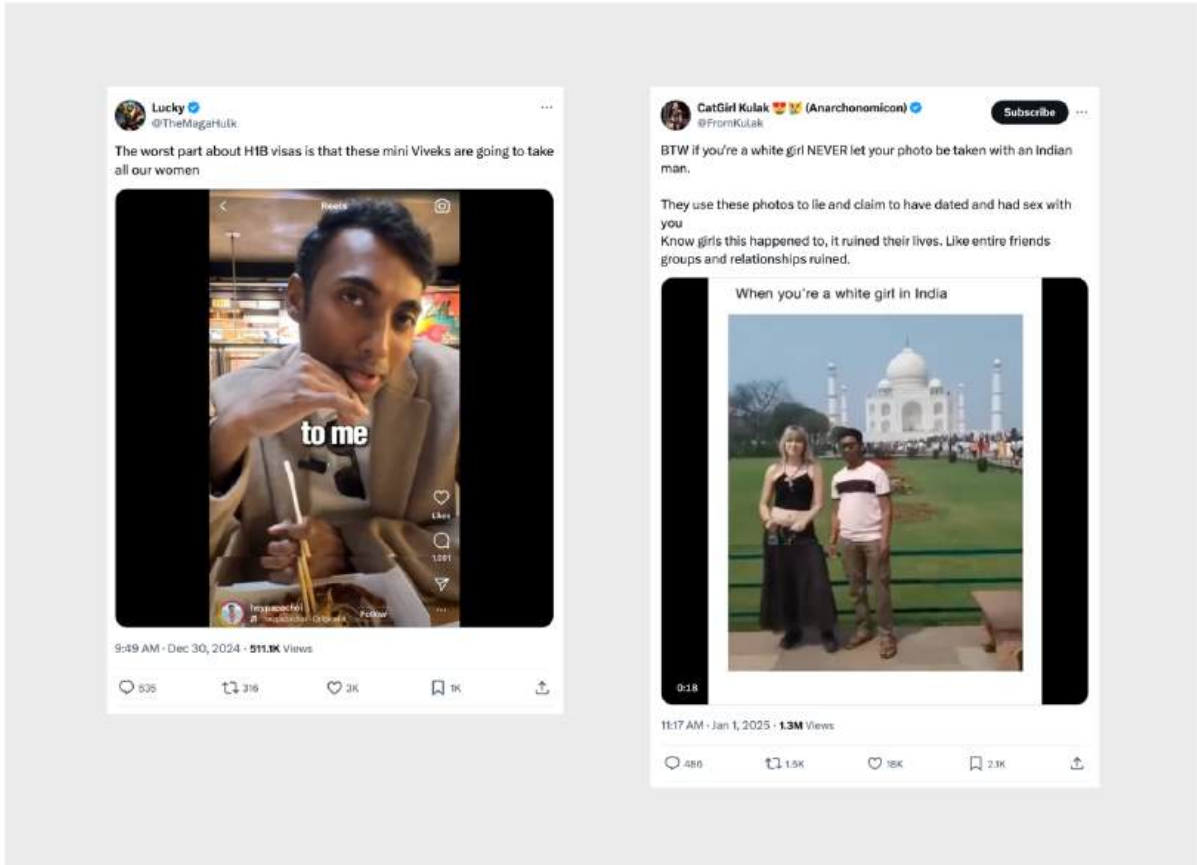 Lucky
@TheMagaHulk
The worst part about H1B visas is that these mini Viveks are going to take
all our women
Reels
to me
Likes
1,001
Follow
9:49 AM · Dec 30, 2024 · 511.1K Views
535
316
3K
1K
CatGirl Kulak 😍😿 (Anarchonomicon)
@FromKulak
Subscribe
BTW if you're a white girl NEVER let your photo be taken with an Indian
man.
They use these photos to lie and claim to have dated and had sex with
you
Know girls this happened to, it ruined their lives. Like entire friends
groups and relationships ruined.
When you're a white girl in India
0:18
11:17 AM · Jan 1, 2025 · 1.3M Views
486
1.5K
18K
2.1K